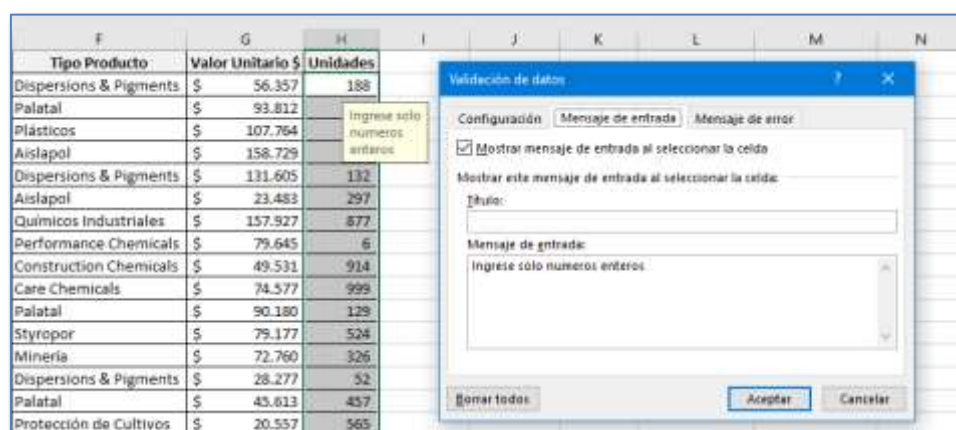 F G H I J K L M N
Tipo Producto Valor Unitario $ Unidades
Dispersions & Pigments $ 56.357 188
Palatal $ 93.812
Plásticos $ 107.764
Aislapol $ 158.729
Dispersions & Pigments $ 131.605 132
Aislapol $ 23.483 297
Químicos Industriales $ 157.927 877
Performance Chemicals $ 79.645 6
Construction Chemicals $ 49.531 914
Care Chemicals $ 74.577 999
Palatal $ 90.180 129
Styropor $ 79.177 524
Minería $ 72.760 326
Dispersions & Pigments $ 28.277 52
Palatal $ 45.613 457
Protección de Cultivos $ 20.557 565
Ingrese solo
numeros
enteros
Validación de datos ? ×
Configuración Mensaje de entrada Mensaje de error
Mostrar mensaje de entrada al seleccionar la celda
Mostrar este mensaje de entrada al seleccionar la celda:
Título:
Mensaje de entrada:
Ingrese solo numeros enteros
Borrar todos Aceptar Cancelar